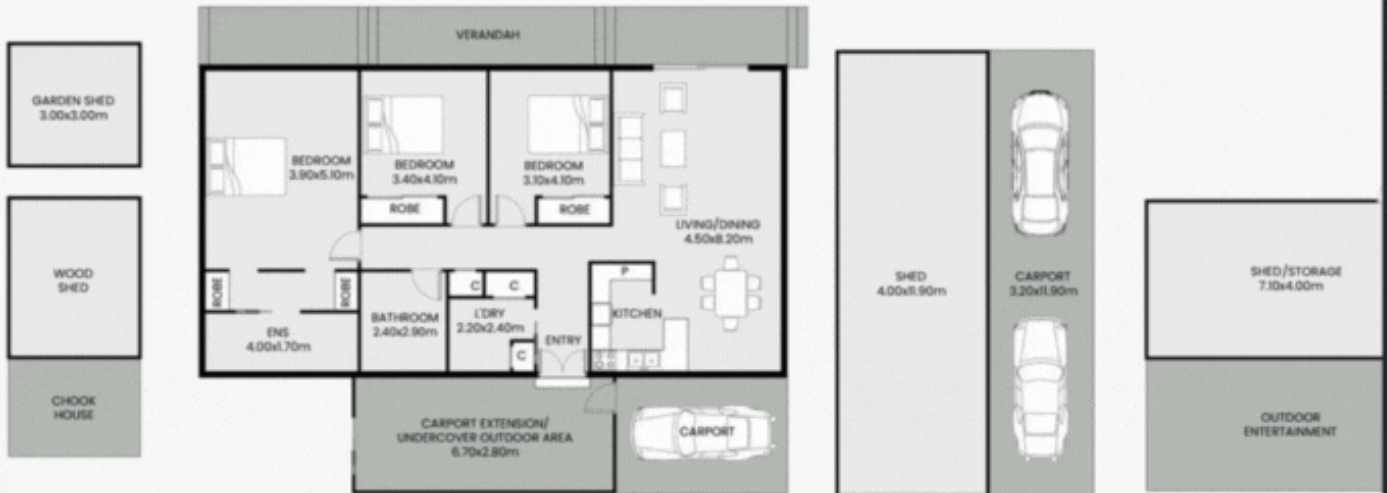 VERANDAH
GARDEN SHED
3.00x3.00m
BEDROOM
3.90x5.10m
BEDROOM
3.40x4.10m
BEDROOM
3.10x4.10m
ROBE
ROBE
LIVING/DINING
4.50x8.20m
WOOD
SHED
ROBE
ROBE
C
C
P
SHED
4.00x11.90m
CARPORT
3.20x11.90m
SHED/STORAGE
7.10x4.00m
BATHROOM
2.40x2.90m
L'DRY
2.20x2.40m
KITCHEN
ENS
4.00x1.70m
ENTRY
C
CHOOK
HOUSE
CARPORT EXTENSION/
UNDERCOVER OUTDOOR AREA
6.70x2.80m
CARPORT
OUTDOOR
ENTERTAINMENT